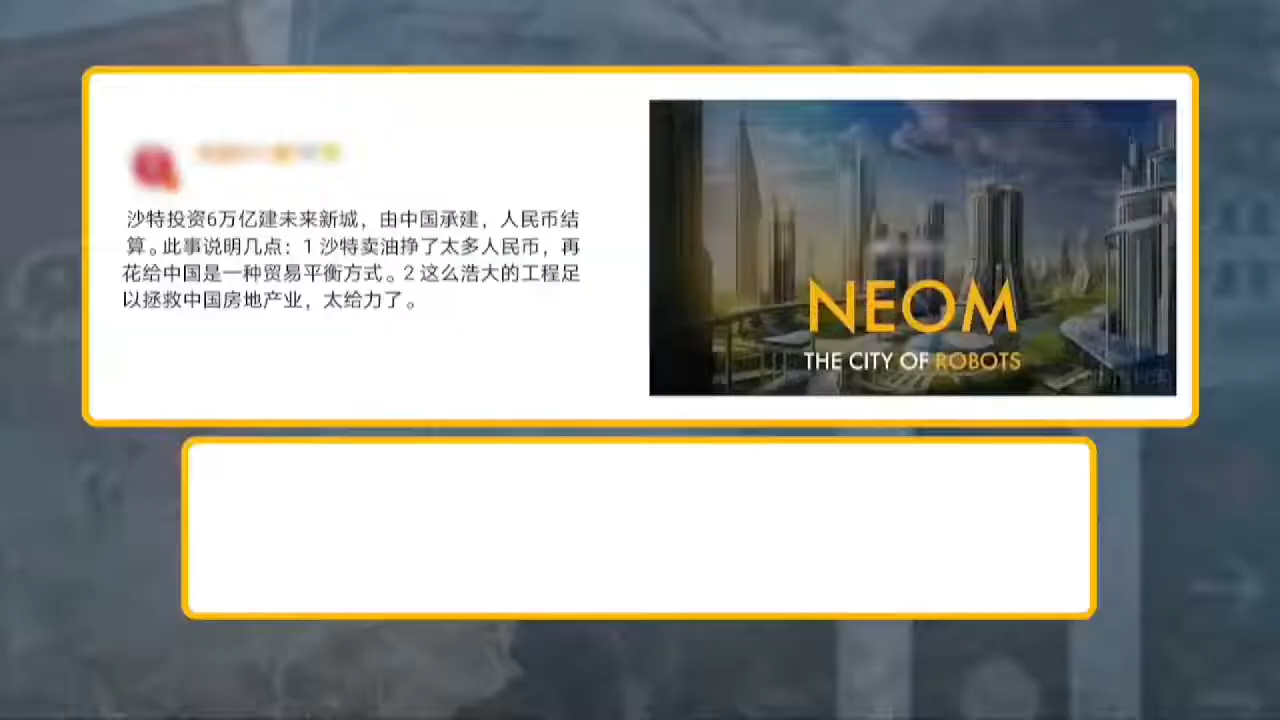 沙特投资6万亿建未来新城，由中国承建，人民币结
算。此事说明几点：1 沙特卖油挣了太多人民币，再
花给中国是一种贸易平衡方式。2 这么浩大的工程足
以拯救中国房地产业，太给力了。
NEOM
THE CITY OF ROBOTS